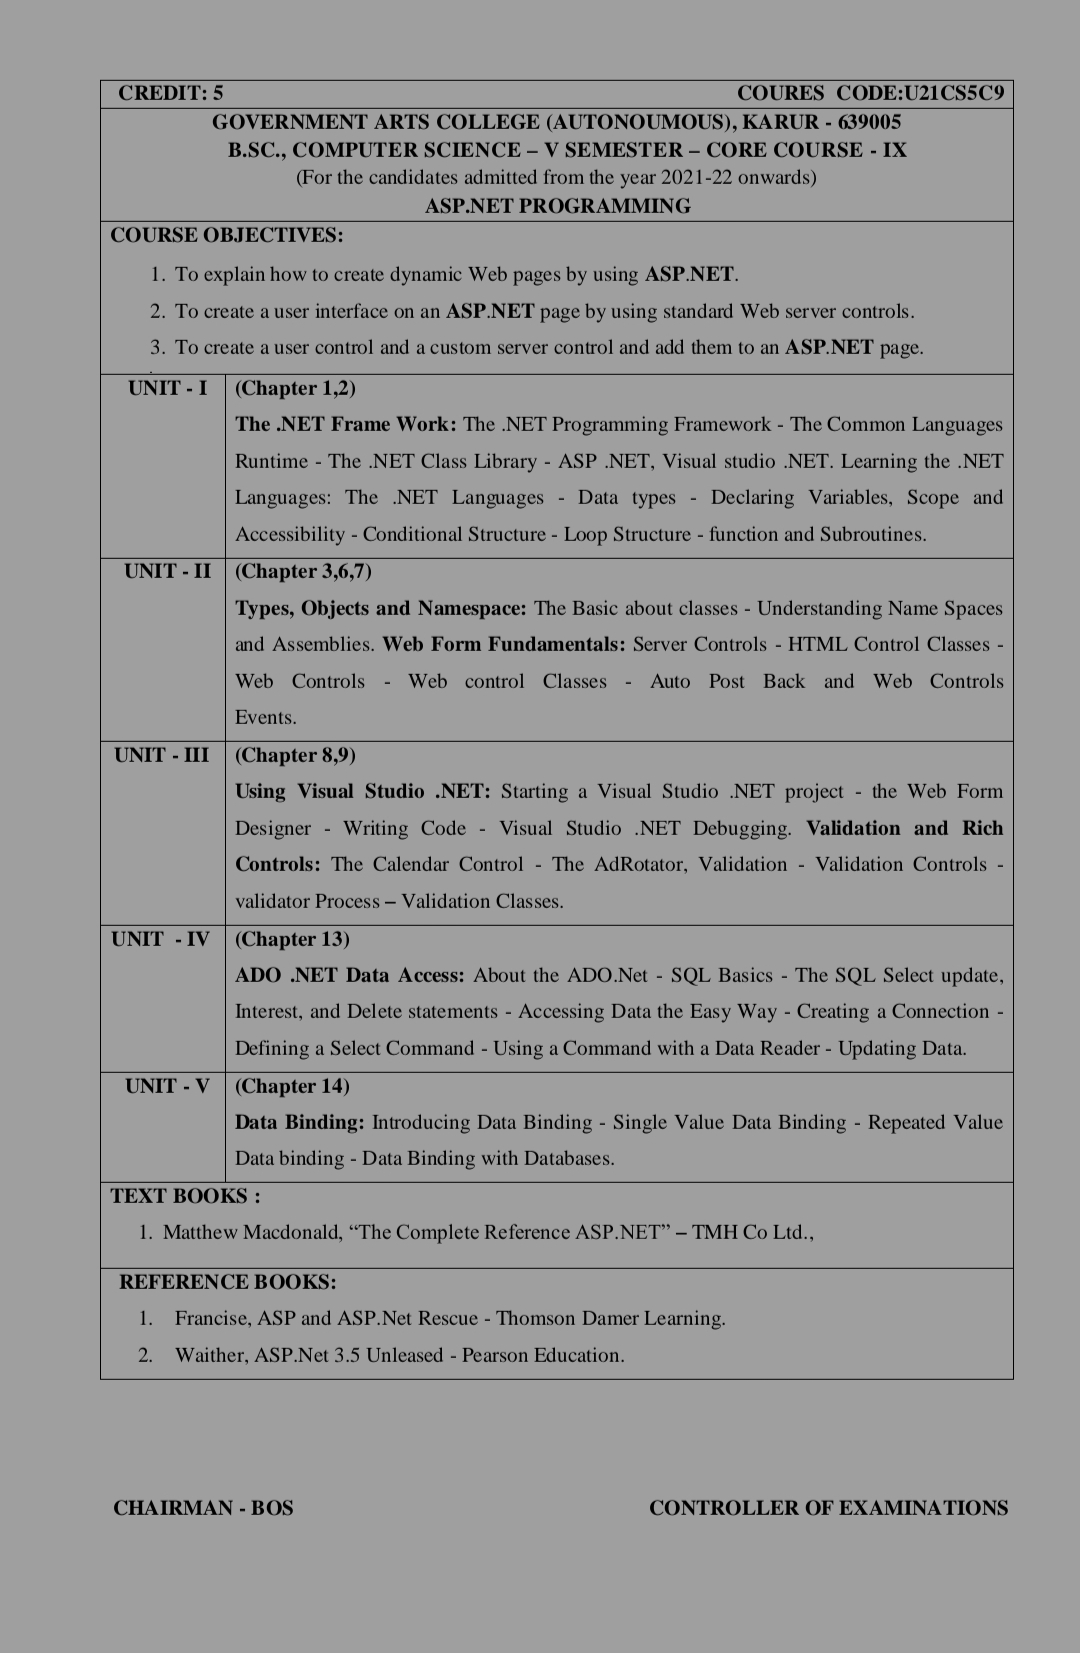 CREDIT: 5 COURES CODE:U21CS5C9
GOVERNMENT ARTS COLLEGE (AUTONOUMOUS), KARUR - 639005
B.SC., COMPUTER SCIENCE – V SEMESTER – CORE COURSE - IX
(For the candidates admitted from the year 2021-22 onwards)
ASP.NET PROGRAMMING
COURSE OBJECTIVES:
1. To explain how to create dynamic Web pages by using ASP.NET.
2. To create a user interface on an ASP.NET page by using standard Web server controls.
3. To create a user control and a custom server control and add them to an ASP.NET page.
.
UNIT - I (Chapter 1,2)
The .NET Frame Work: The .NET Programming Framework - The Common Languages
Runtime - The .NET Class Library - ASP .NET, Visual studio .NET. Learning the .NET
Languages: The .NET Languages - Data types - Declaring Variables, Scope and
Accessibility - Conditional Structure - Loop Structure - function and Subroutines.
UNIT - II (Chapter 3,6,7)
Types, Objects and Namespace: The Basic about classes - Understanding Name Spaces
and Assemblies. Web Form Fundamentals: Server Controls - HTML Control Classes -
Web Controls - Web control Classes - Auto Post Back and Web Controls
Events.
UNIT - III (Chapter 8,9)
Using Visual Studio .NET: Starting a Visual Studio .NET project - the Web Form
Designer - Writing Code - Visual Studio .NET Debugging. Validation and Rich
Controls: The Calendar Control - The AdRotator, Validation - Validation Controls -
validator Process – Validation Classes.
UNIT - IV (Chapter 13)
ADO .NET Data Access: About the ADO.Net - SQL Basics - The SQL Select update,
Interest, and Delete statements - Accessing Data the Easy Way - Creating a Connection -
Defining a Select Command - Using a Command with a Data Reader - Updating Data.
UNIT - V (Chapter 14)
Data Binding: Introducing Data Binding - Single Value Data Binding - Repeated Value
Data binding - Data Binding with Databases.
TEXT BOOKS :
1. Matthew Macdonald, “The Complete Reference ASP.NET” – TMH Co Ltd.,
REFERENCE BOOKS:
1. Francise, ASP and ASP.Net Rescue - Thomson Damer Learning.
2. Waither, ASP.Net 3.5 Unleased - Pearson Education.
CHAIRMAN - BOS CONTROLLER OF EXAMINATIONS